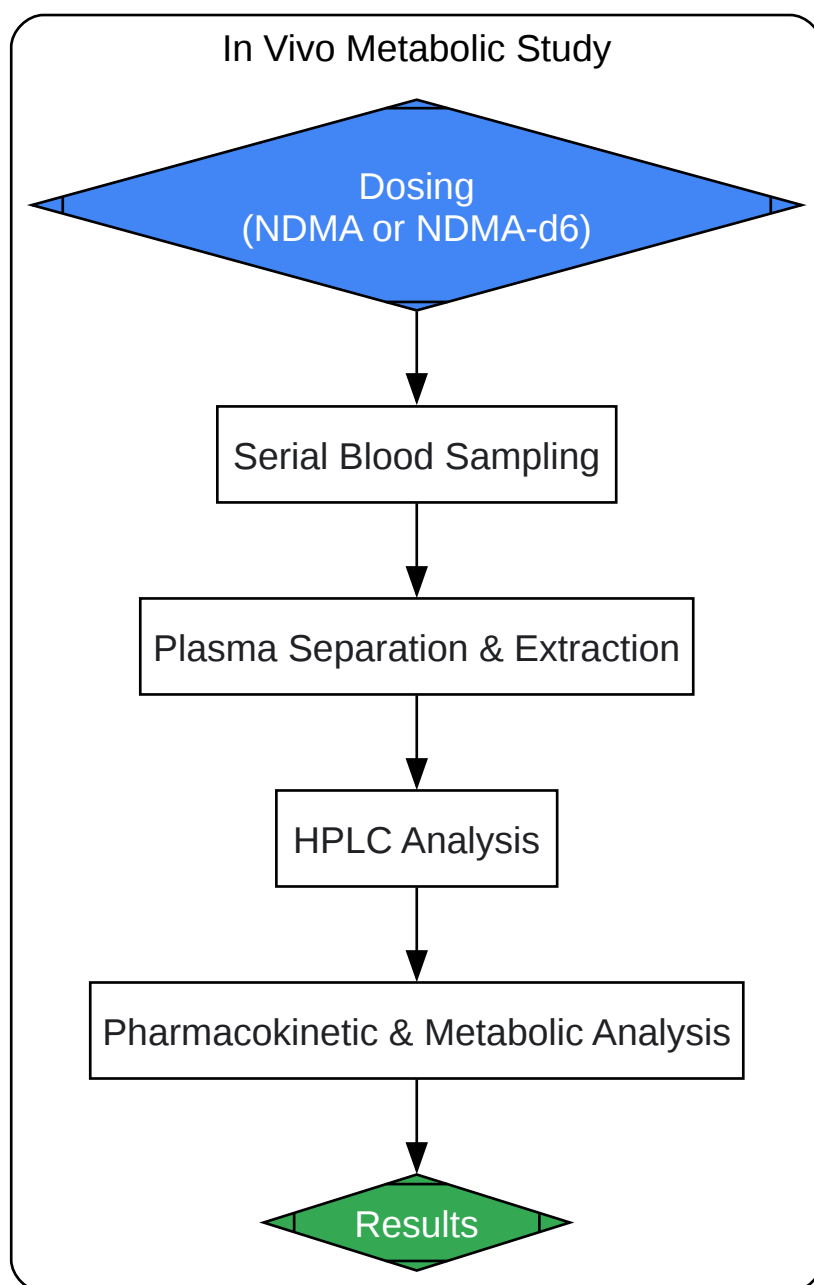 In Vivo Metabolic Study
Dosing
(NDMA or NDMA-d6)
Serial Blood Sampling
Plasma Separation & Extraction
HPLC Analysis
Pharmacokinetic & Metabolic Analysis
Results